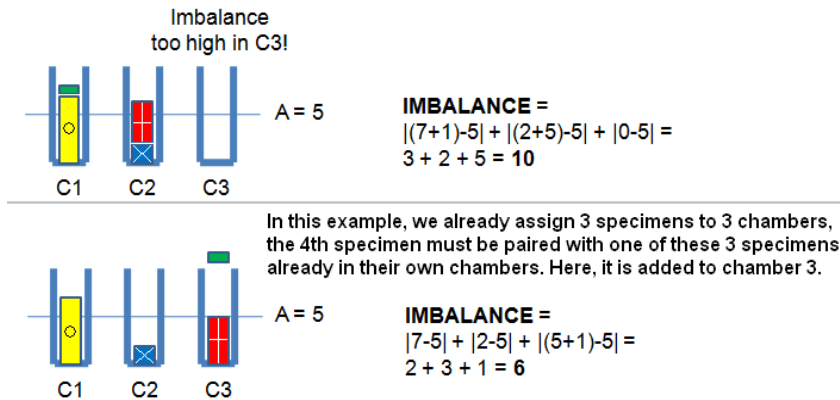 Imbalance
too high in C3!
A = 5
C1 C2 C3
IMBALANCE =
|(7+1)-5| + |(2+5)-5| + |0-5| =
3 + 2 + 5 = 10
In this example, we already assign 3 specimens to 3 chambers,
the 4th specimen must be paired with one of these 3 specimens
already in their own chambers. Here, it is added to chamber 3.
A = 5
C1 C2 C3
IMBALANCE =
|7-5| + |2-5| + |(5+1)-5| =
2 + 3 + 1 = 6